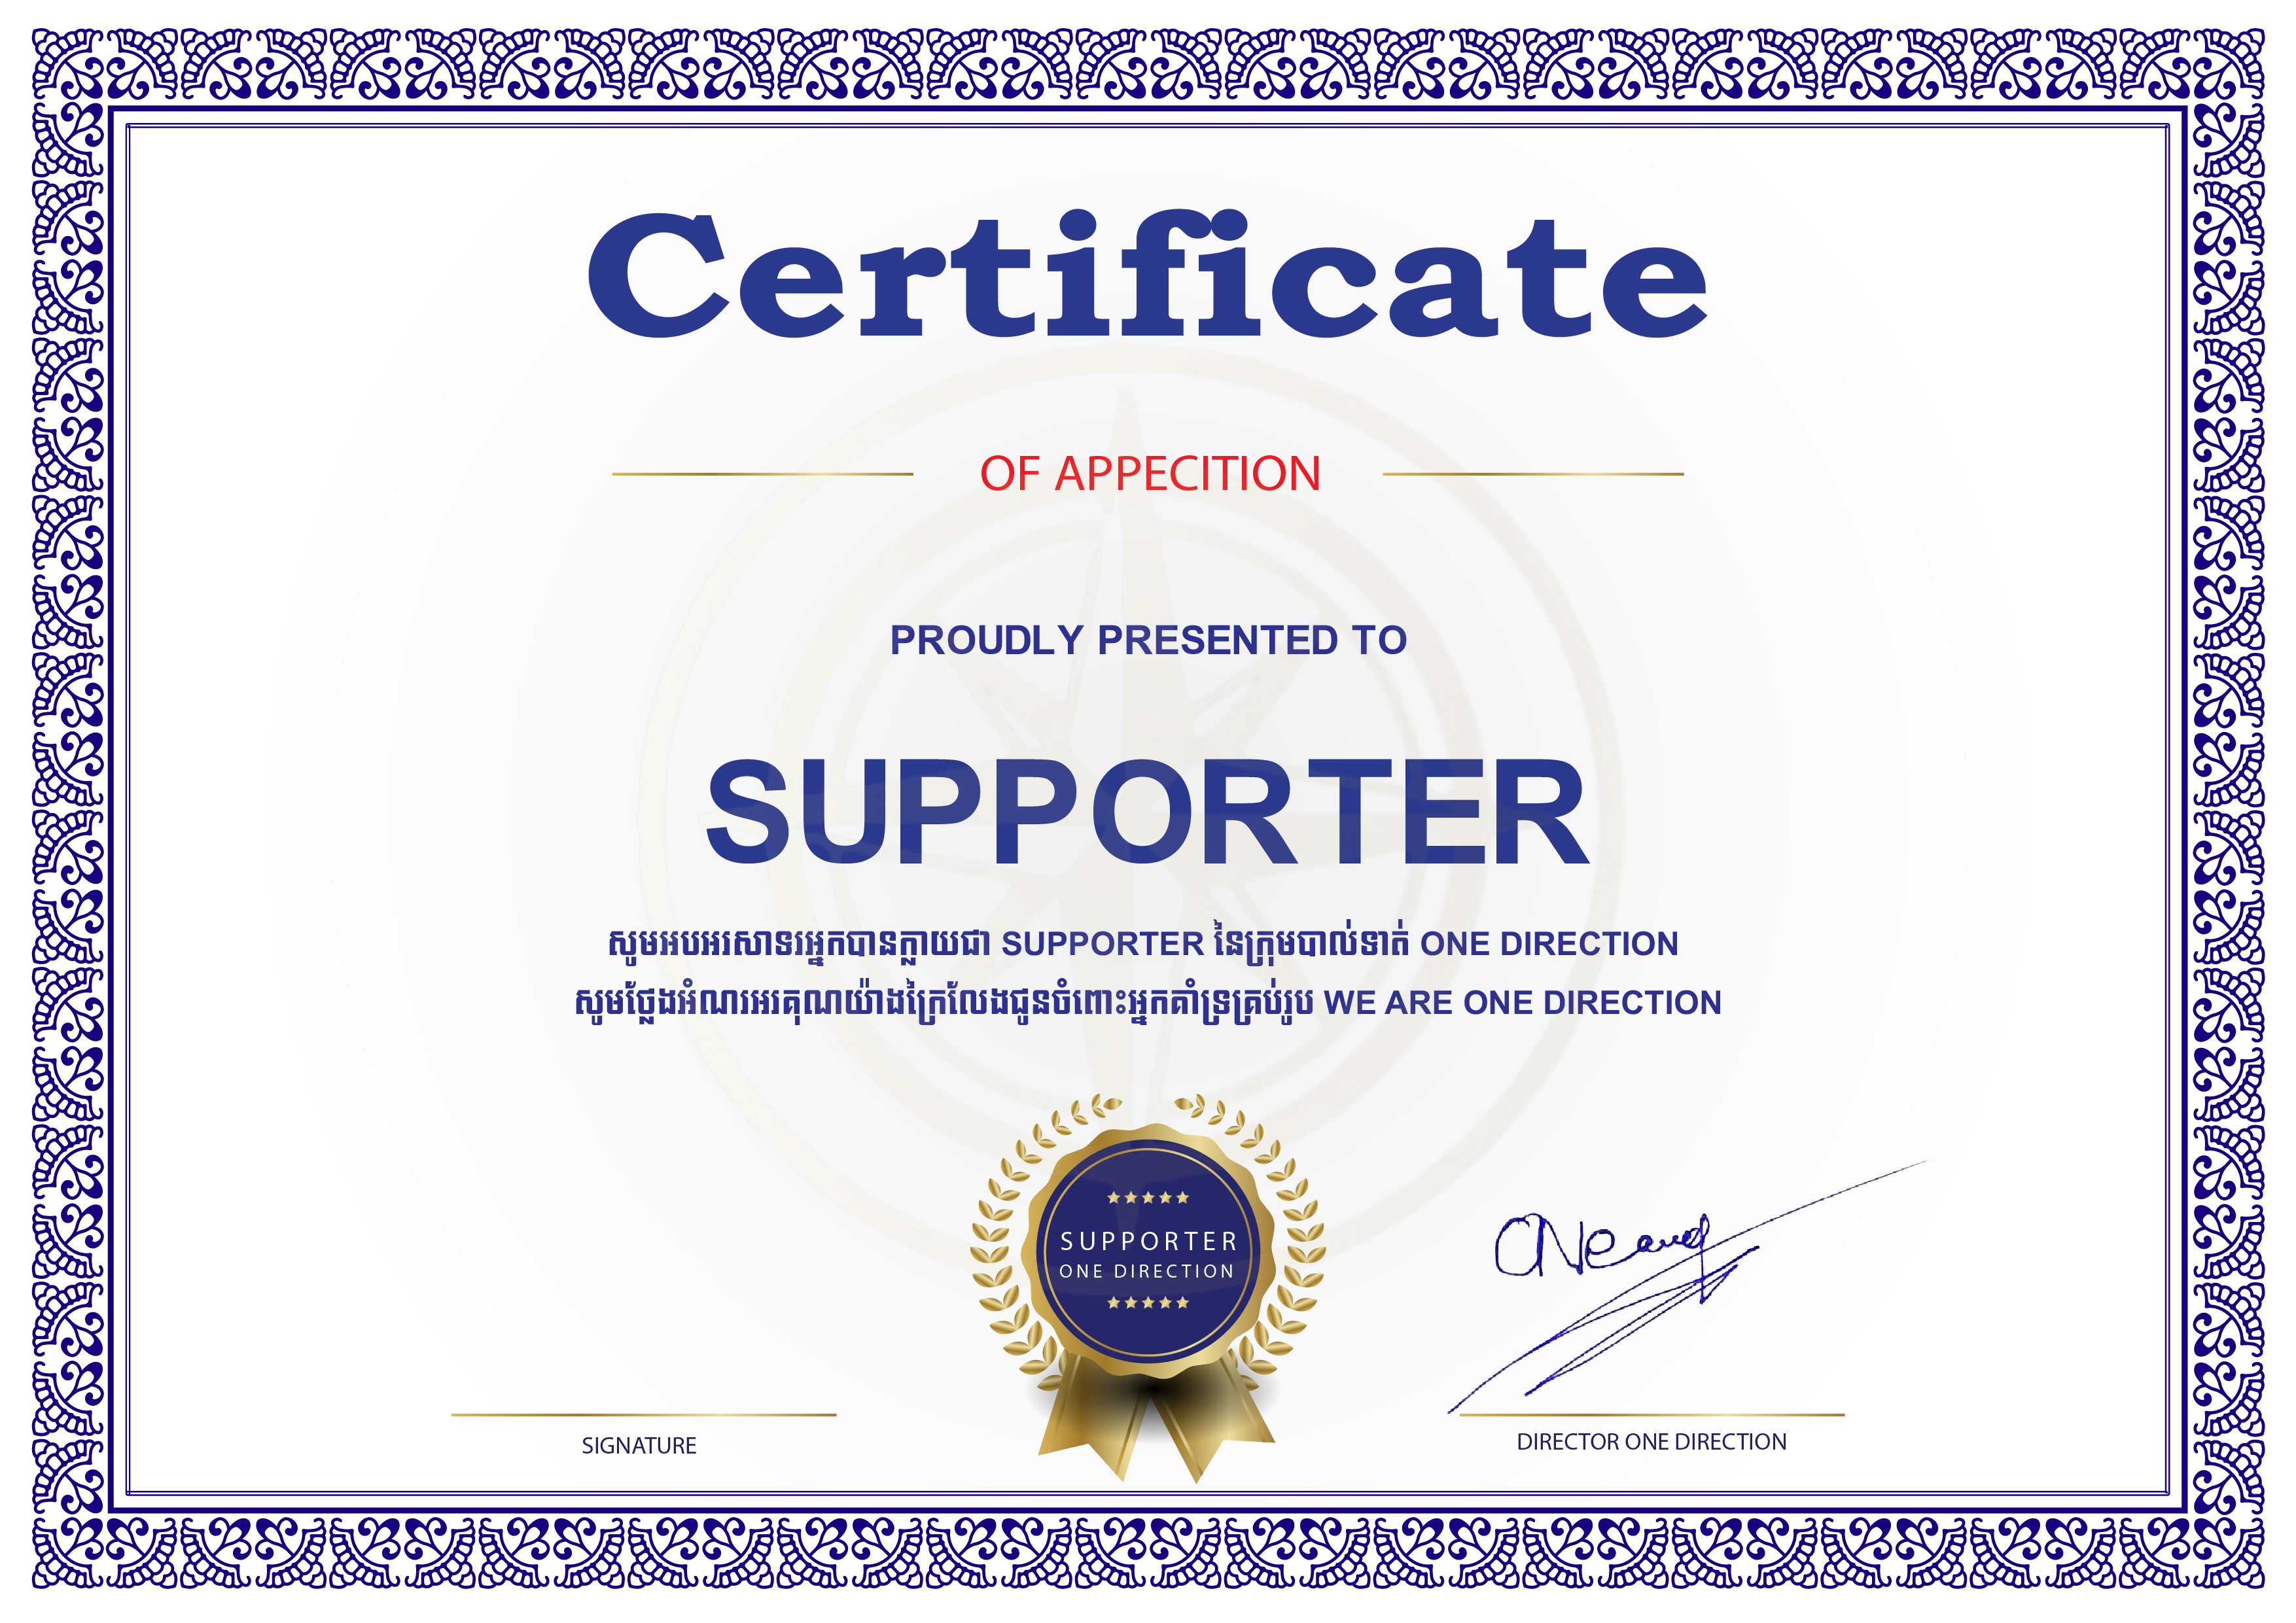 Certificate
OF APPECITION
PROUDLY PRESENTED TO
SUPPORTER
សូមអបអរសាទរអ្នកបានក្លាយជា SUPPORTER នៃក្រុមបាល់ទាត់ ONE DIRECTION
សូមថ្លែងអំណរអរគុណយ៉ាងក្រៃលែងជូនចំពោះអ្នកគាំទ្រគ្រប់រូប WE ARE ONE DIRECTION
SUPPORTER
ONE DIRECTION
SIGNATURE
DIRECTOR ONE DIRECTION